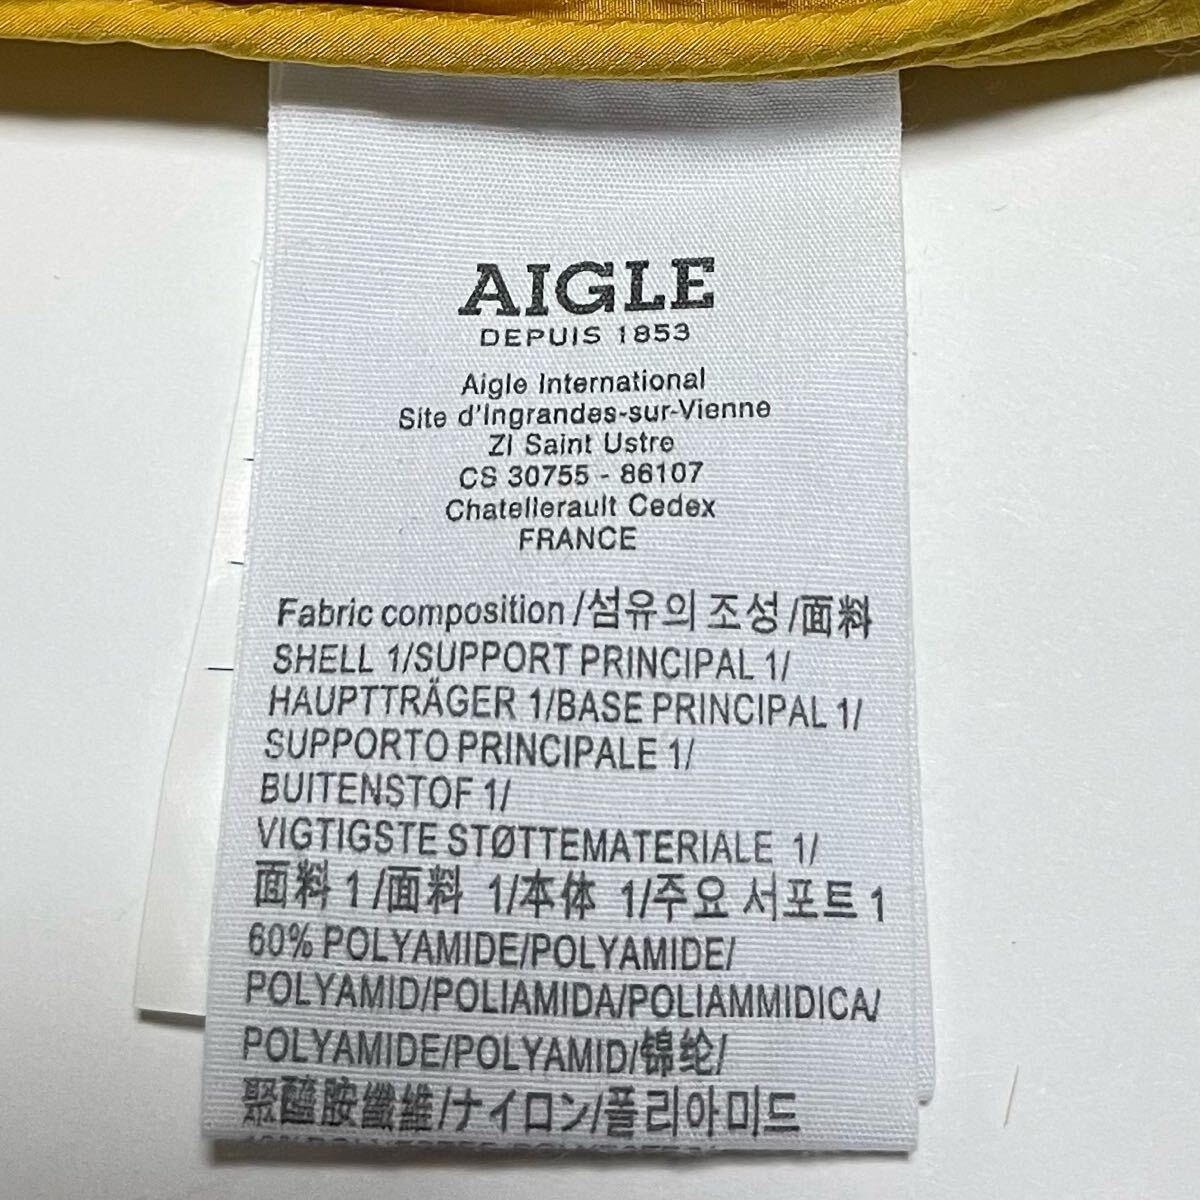 AIGLE
DEPUIS 1853
Aigle International
Site d'Ingrandes-sur-Vienne
ZI Saint Ustre
CS 30755 - 86107
Chatellerault Cedex
FRANCE
Fabric composition/섬유의 조성/面料
SHELL 1/SUPPORT PRINCIPAL 1/
HAUPTTRÄGER 1/BASE PRINCIPAL 1/
SUPPORTO PRINCIPALE 1/
BUITENSTOF 1/
VIGTIGSTE STØTTEMATERIALE 1/
面料 1/面料 1/本体 1/주요 서포트 1
60% POLYAMIDE/POLYAMIDE/
POLYAMID/POLIAMIDA/POLIAMMIDICA/
POLYAMIDE/POLYAMID/锦纶/
聚醯胺纖維/ナイロン/폴리아미드